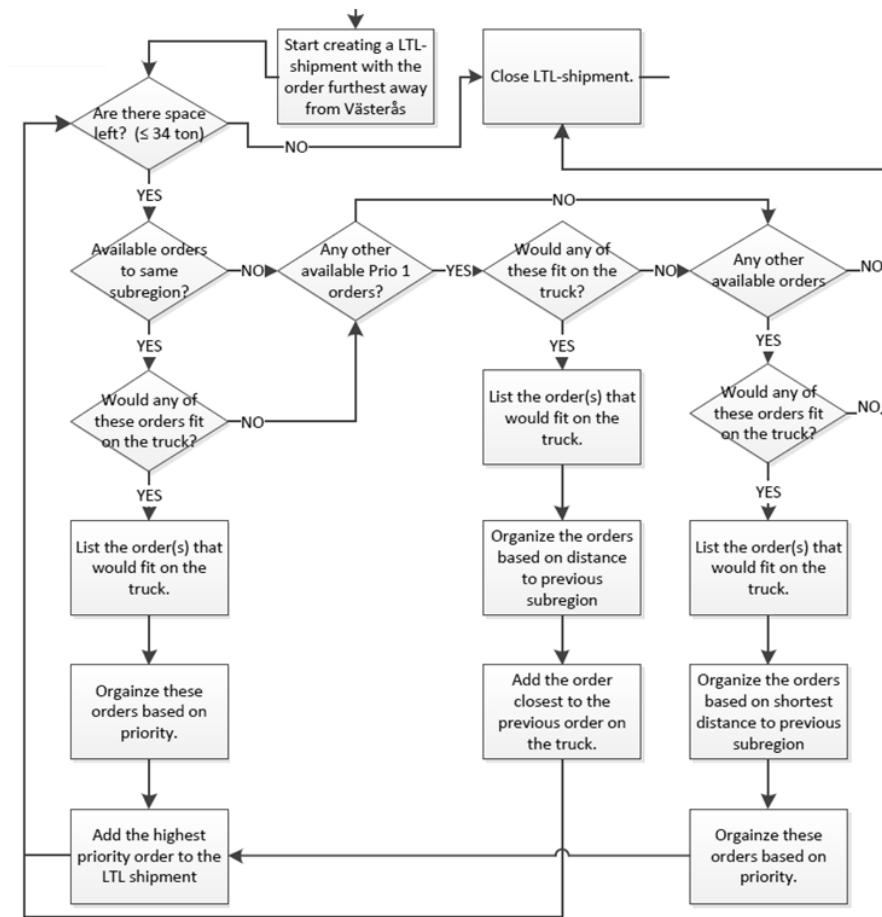 Start creating a LTL-
shipment with the
order furthest away
from Västerås
Close LTL-shipment.
Are there space
left? (≤ 34 ton)
NO
YES
NO
Available orders
to same
subregion?
NO
Any other
available Prio 1
orders?
YES
Would any of
these fit on the
truck?
NO
Any other
available orders
NO
YES
YES
YES
Would any of
these orders fit
on the truck?
NO
List the order(s) that
would fit on the
truck.
Would any of
these orders fit
on the truck?
NO
YES
YES
List the order(s) that
would fit on the
truck.
Organize the orders
based on distance
to previous
subregion
List the order(s) that
would fit on the
truck.
Orgainze these
orders based on
priority.
Add the order
closest to the
previous order on
the truck.
Organize the orders
based on shortest
distance to previous
subregion
Add the highest
priority order to the
LTL shipment
Orgainze these
orders based on
priority.